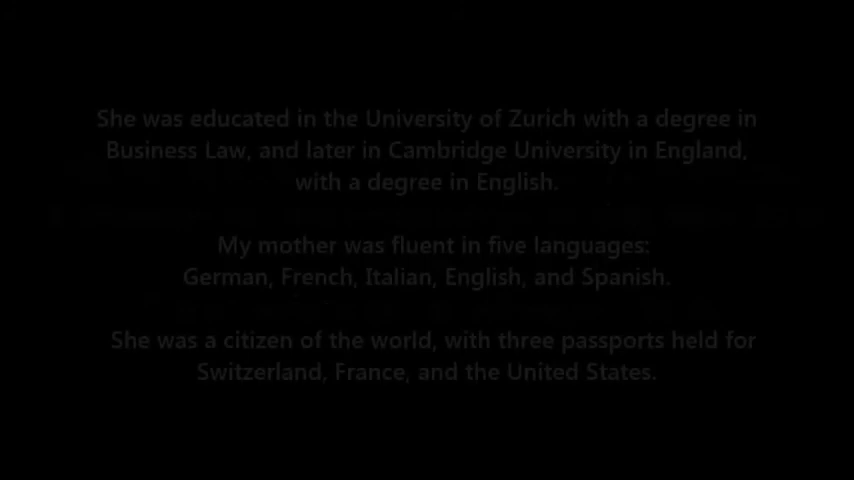 She was educated in the University of Zurich with a degree in
Business Law, and later in Cambridge University in England,
with a degree in English.
My mother was fluent in five languages:
German, French, Italian, English, and Spanish.
She was a citizen of the world, with three passports held for
Switzerland, France, and the United States.